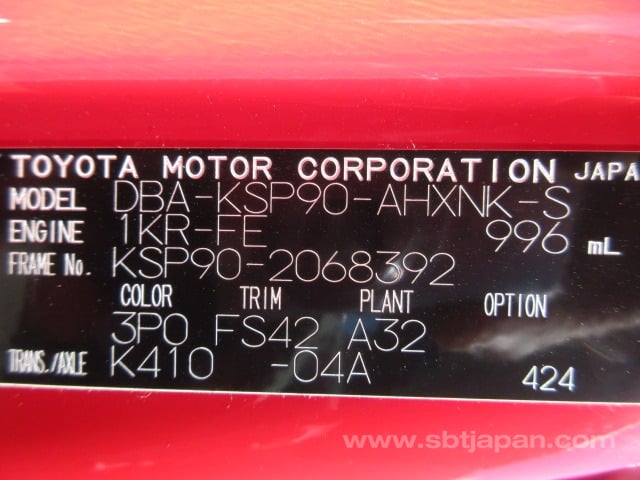 TOYOTA MOTOR CORPORATION JAPA
MODEL DBA-KSP90-AHXNK-S
ENGINE 1KR-FE 996 mL
FRAME No. KSP90-2068392
COLOR TRIM PLANT OPTION
3P0 FS42 A32
TRANS./AXLE K410 -04A 424
www.sbtjapan.com